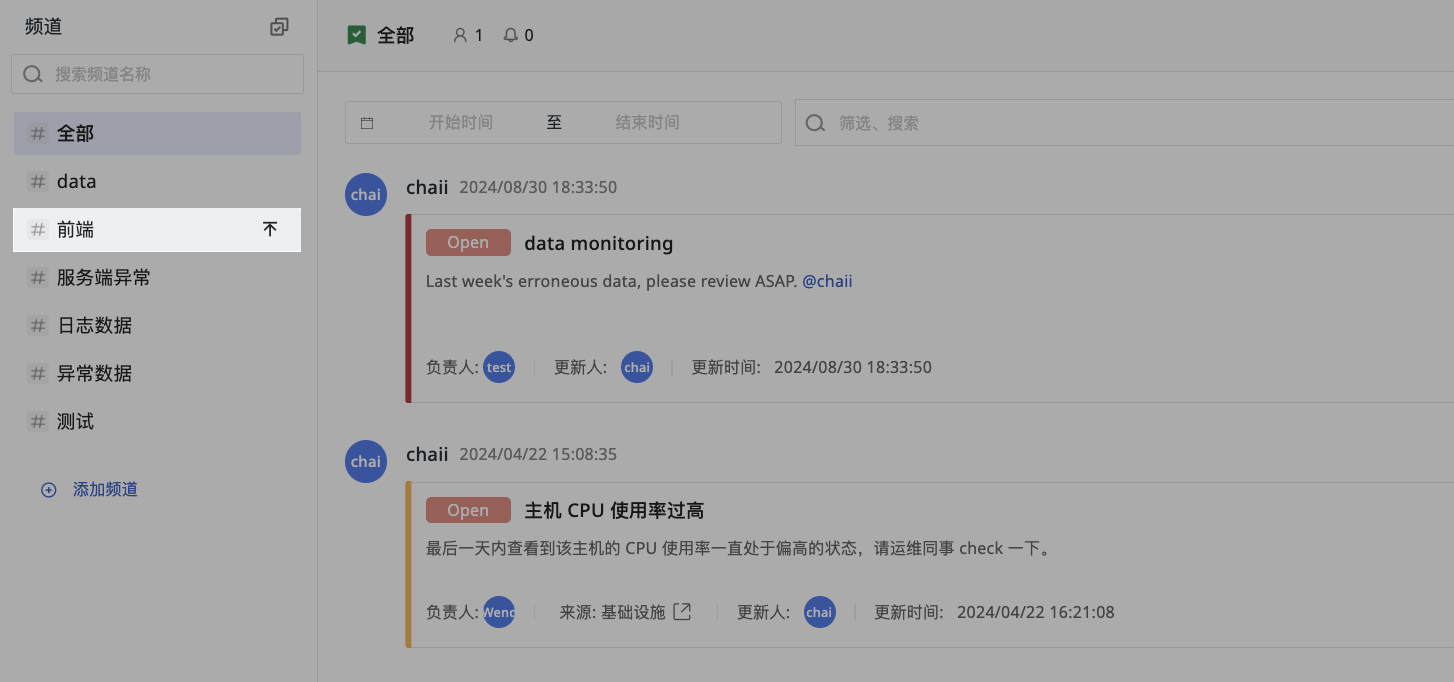 频道
搜索频道名称
# 全部
# data
# 前端
# 服务端异常
# 日志数据
# 异常数据
# 测试
添加频道
全部 1 0
开始时间 至 结束时间 筛选、搜索
chai chaii 2024/08/30 18:33:50
Open data monitoring
Last week's erroneous data, please review ASAP. @chaii
负责人: test 更新人: chai 更新时间: 2024/08/30 18:33:50
chai chaii 2024/04/22 15:08:35
Open 主机 CPU 使用率过高
最后一天内查看到该主机的 CPU 使用率一直处于偏高的状态，请运维同事 check 一下。
负责人: Wend 来源: 基础设施 更新人: chai 更新时间: 2024/04/22 16:21:08